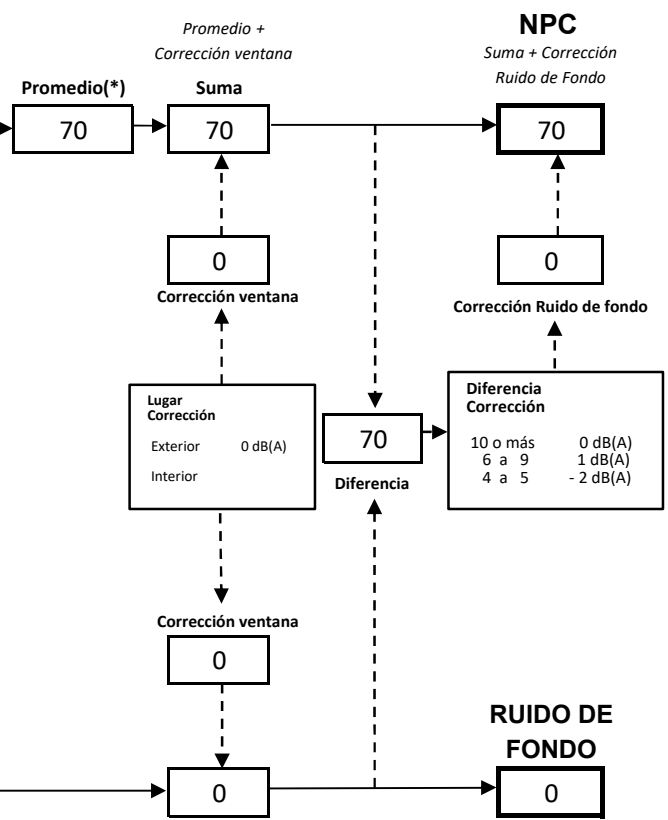 Promedio +
Corrección ventana
NPC
Suma + Corrección
Ruido de Fondo
Promedio(*)
Suma
70
70
70
0
0
Corrección ventana
Corrección Ruido de fondo
Lugar
Corrección
Exterior 0 dB(A)
Interior
70
Diferencia
Diferencia
Corrección
10 o más 0 dB(A)
6 a 9 1 dB(A)
4 a 5 - 2 dB(A)
Corrección ventana
0
RUIDO DE
FONDO
0
0